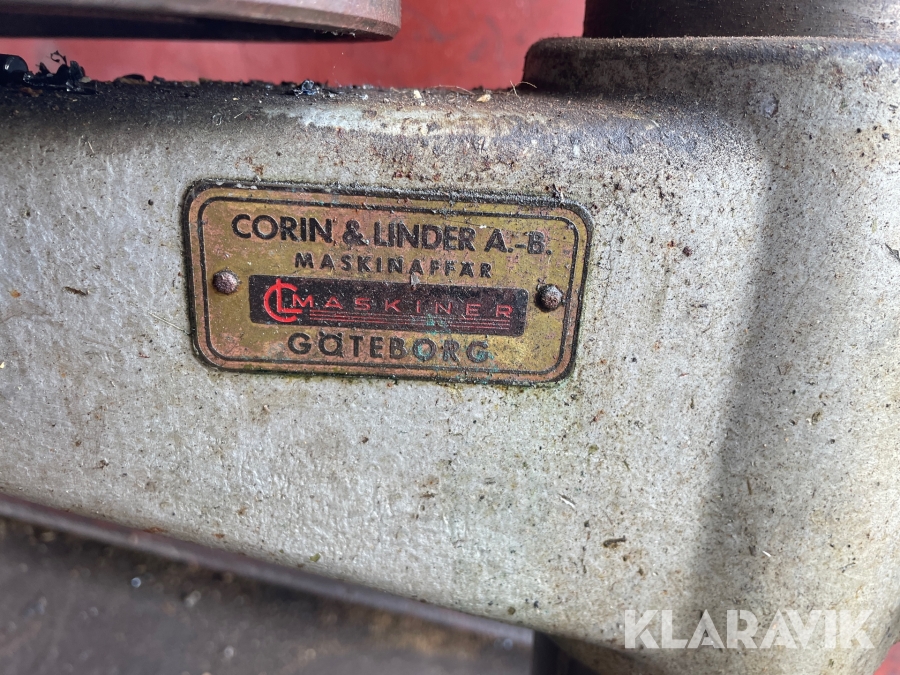 CORIN & LINDER A.-B.
MASKINAFFÄR
CL MASKINER
GÖTEBORG
KLARAVIK